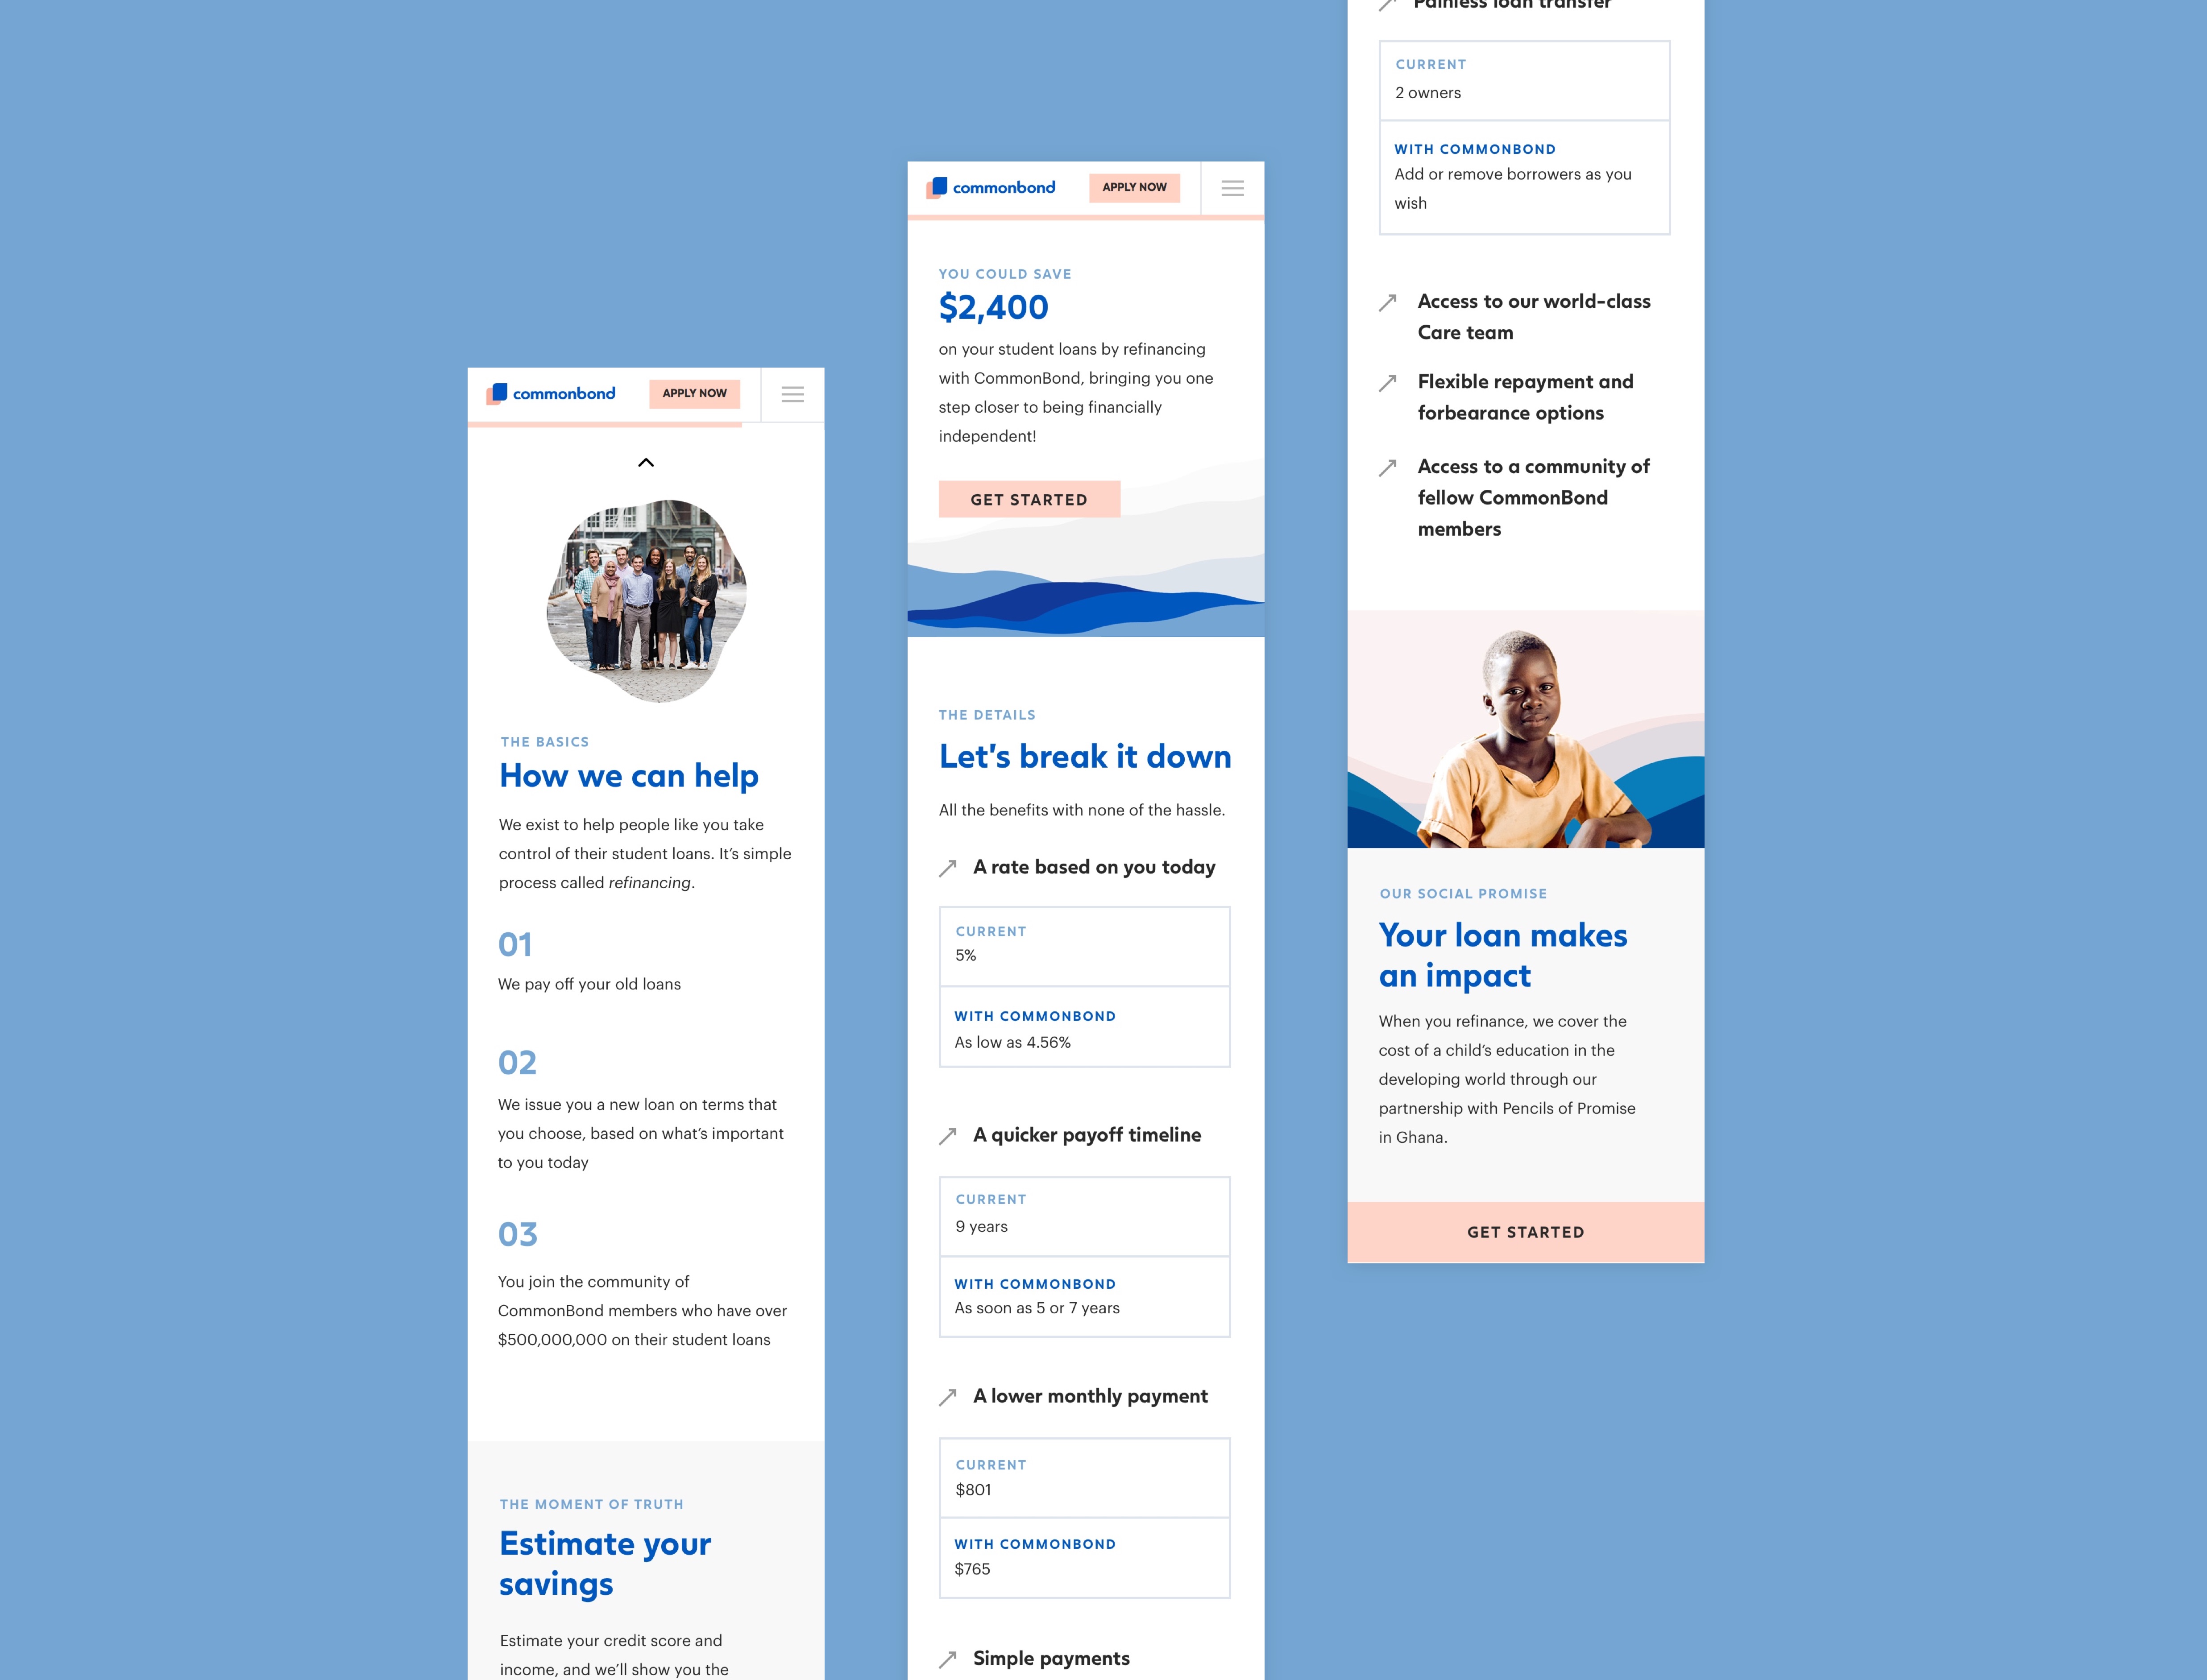 commonbond
APPLY NOW
THE BASICS
How we can help
We exist to help people like you take
control of their student loans. It's simple
process called refinancing.
01
We pay off your old loans
02
We issue you a new loan on terms that
you choose, based on what's important
to you today
03
You join the community of
CommonBond members who have over
$500,000,000 on their student loans
THE MOMENT OF TRUTH
Estimate your
savings
Estimate your credit score and
income, and we'll show you the
commonbond
APPLY NOW
YOU COULD SAVE
$2,400
on your student loans by refinancing
with CommonBond, bringing you one
step closer to being financially
independent!
GET STARTED
THE DETAILS
Let's break it down
All the benefits with none of the hassle.
A rate based on you today
CURRENT
5%
WITH COMMONBOND
As low as 4.56%
A quicker payoff timeline
CURRENT
9 years
WITH COMMONBOND
As soon as 5 or 7 years
A lower monthly payment
CURRENT
$801
WITH COMMONBOND
$765
Simple payments
Painless loan transfer
CURRENT
2 owners
WITH COMMONBOND
Add or remove borrowers as you
wish
Access to our world-class
Care team
Flexible repayment and
forbearance options
Access to a community of
fellow CommonBond
members
OUR SOCIAL PROMISE
Your loan makes
an impact
When you refinance, we cover the
cost of a child's education in the
developing world through our
partnership with Pencils of Promise
in Ghana.
GET STARTED